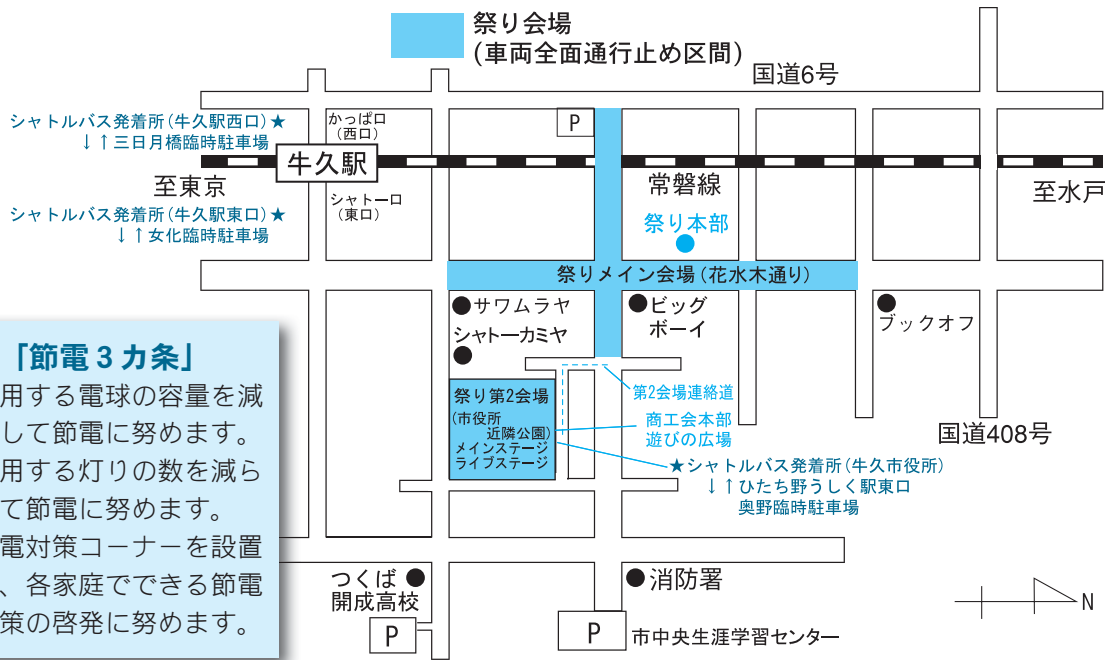 祭り会場
(車両全面通行止め区間)
国道6号
P
シャトルバス発着所(牛久駅西口)★
↓↑三日月橋臨時駐車場
かっぱ口
(西口)
牛久駅
至東京
常磐線
至水戸
シャトー口
(東口)
シャトルバス発着所(牛久駅東口)★
↓↑女化臨時駐車場
祭り本部
祭りメイン会場(花水木通り)
サワムラヤ
シャトーカミヤ
ビッグ
ボーイ
ブックオフ
「節電3カ条」
用する電球の容量を減
して節電に努めます。
用する灯りの数を減ら
て節電に努めます。
電対策コーナーを設置
、各家庭でできる節電
策の啓発に努めます。
祭り第2会場
(市役所
近隣公園)
メインステージ
ライブステージ
第2会場連絡道
商工会本部
遊びの広場
国道408号
★シャトルバス発着所(牛久市役所)
↓↑ひたち野うしく駅東口
奥野臨時駐車場
つくば
開成高校
消防署
P
P
市中央生涯学習センター
N